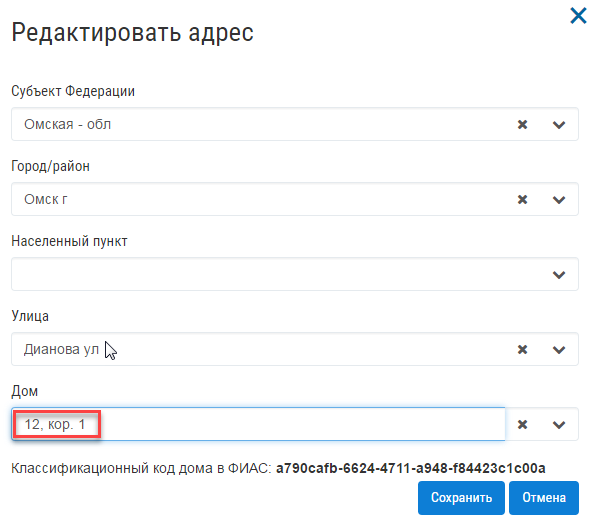 Редактировать адрес
Субъект Федерации
Омская - обл
Город/район
Омск г
Населенный пункт
Улица
Дианова ул
Дом
12, кор. 1
Классификационный код дома в ФИАС: a790cafb-6624-4711-a948-f84423c1c00a
Сохранить Отмена